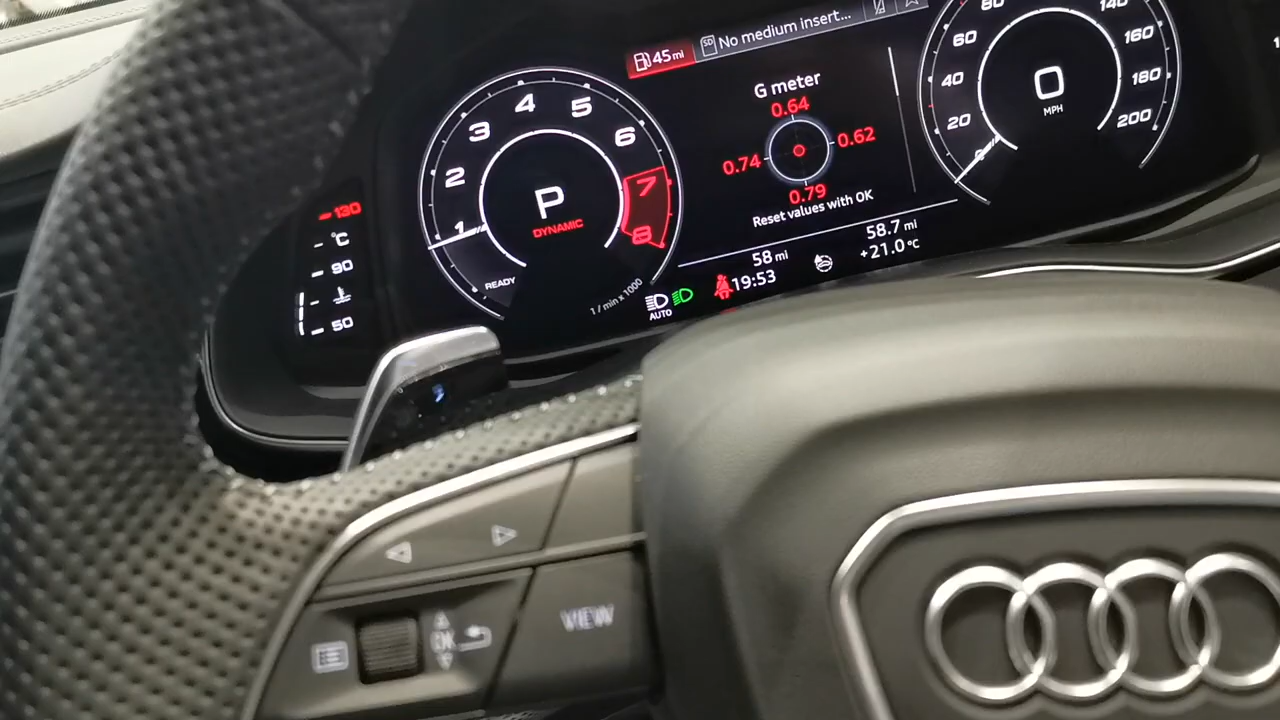 45 mi
SD No medium insert...
G meter
0.64
0.74
0.62
0.79
Reset values with OK
58 mi
58.7 mi
19:53
+21.0 °C
AUTO
1
2
3
4
5
6
7
8
P
DYNAMIC
READY
1 / min x 1000
130
°C
90
50
0
20
40
60
80
140
160
180
200
0
MPH
OK
VIEW